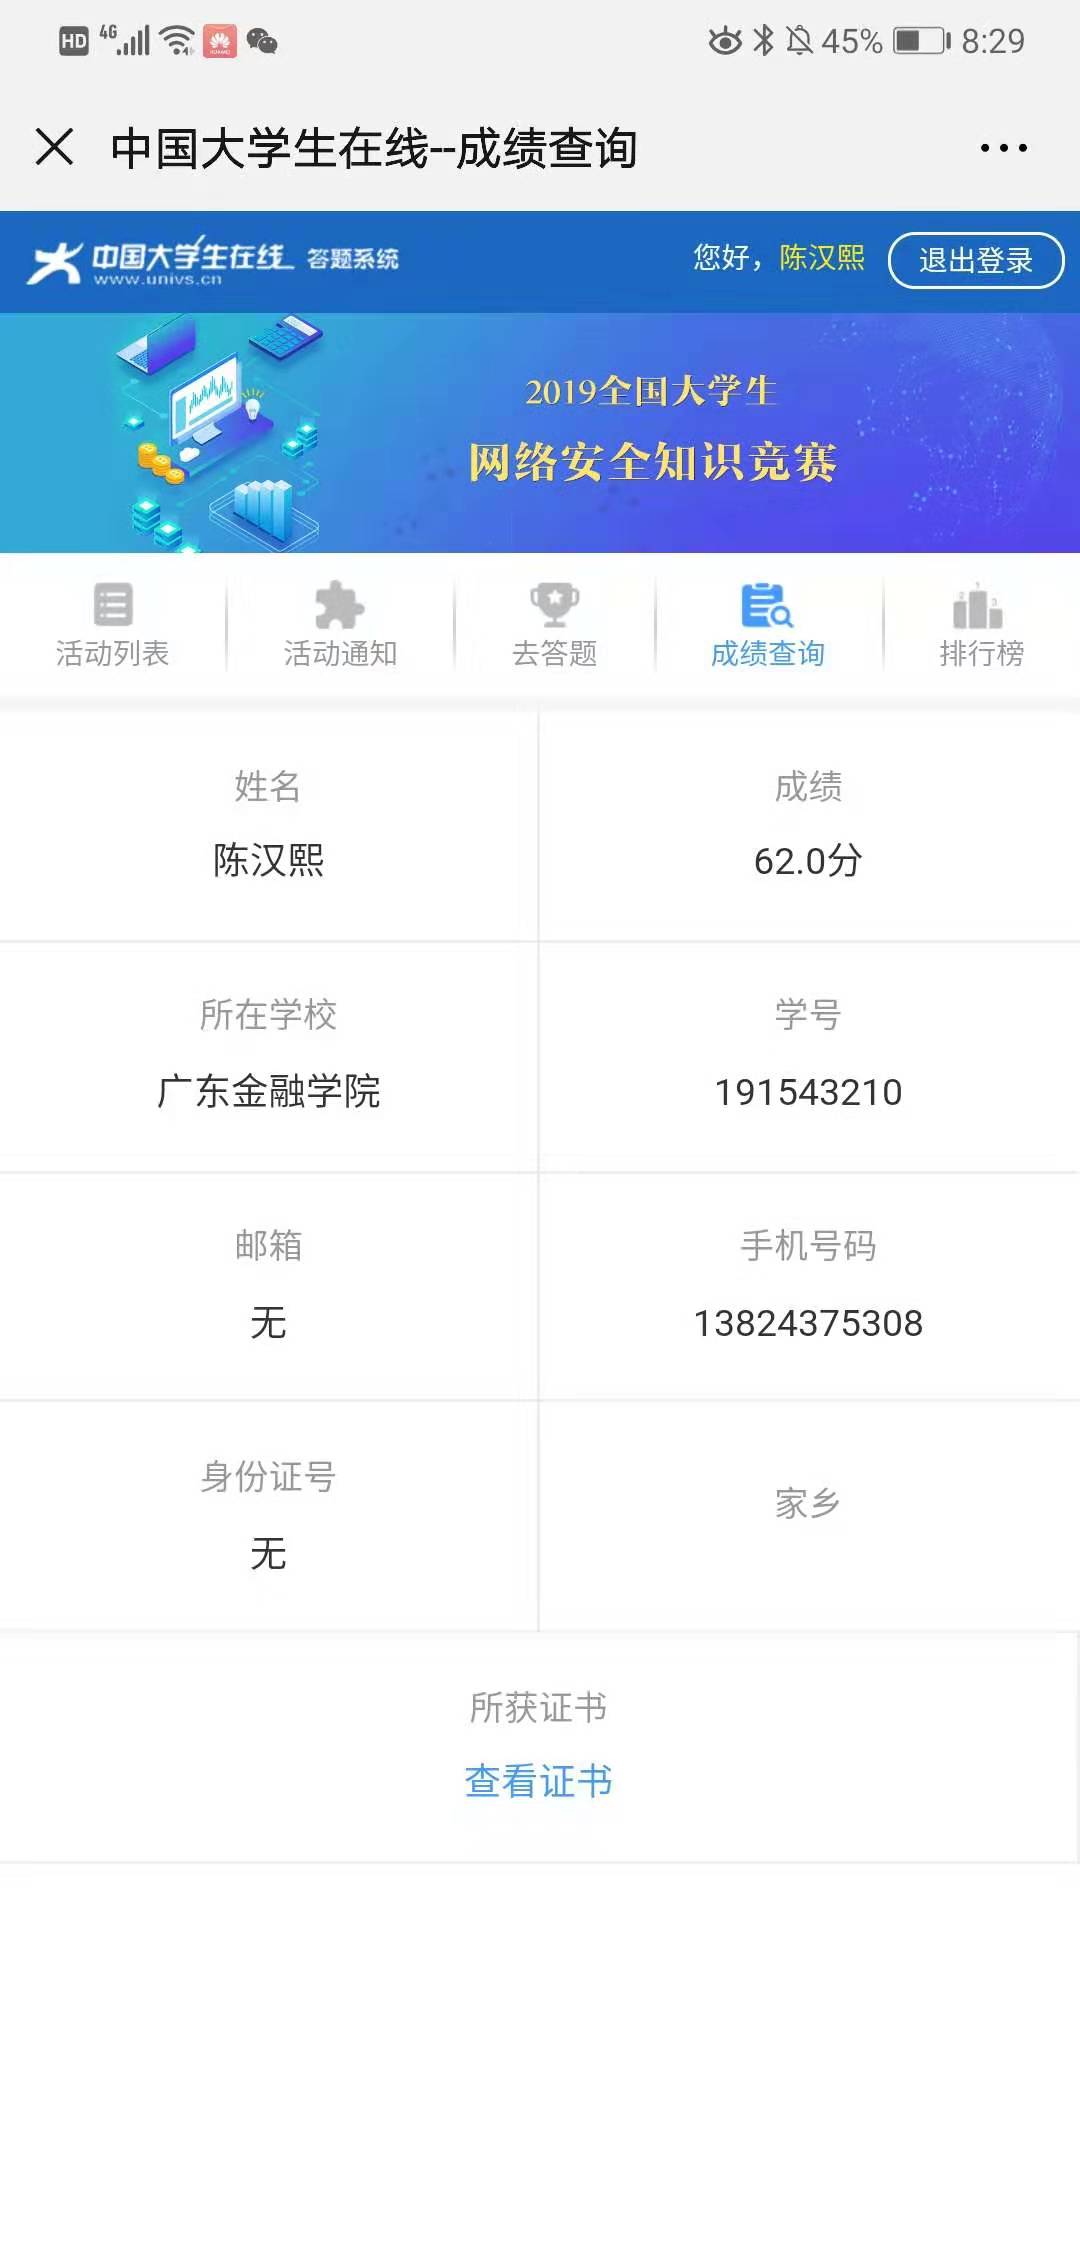 HD 4G 45% 8:29
中国大学生在线--成绩查询
中国大学生在线 答题系统 您好，陈汉熙 退出登录
www.univs.cn
2019全国大学生
网络安全知识竞赛
活动列表 活动通知 去答题 成绩查询 排行榜
姓名 成绩
陈汉熙 62.0分
所在学校 学号
广东金融学院 191543210
邮箱 手机号码
无 13824375308
身份证号 家乡
无
所获证书
查看证书